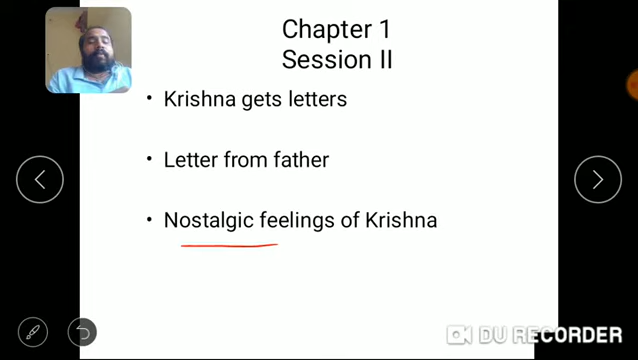 Chapter 1
Session II
• Krishna gets letters
• Letter from father
• Nostalgic feelings of Krishna
DU RECORDER